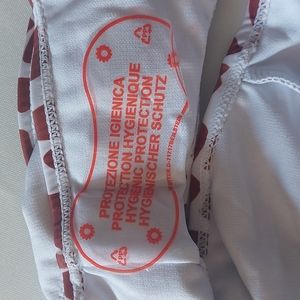 PROTEZIONE IGIENICA
PROTECTION HYGIENIQUE
HYGIENIC PROTECTION
HYGIENISCHER SCHUTZ